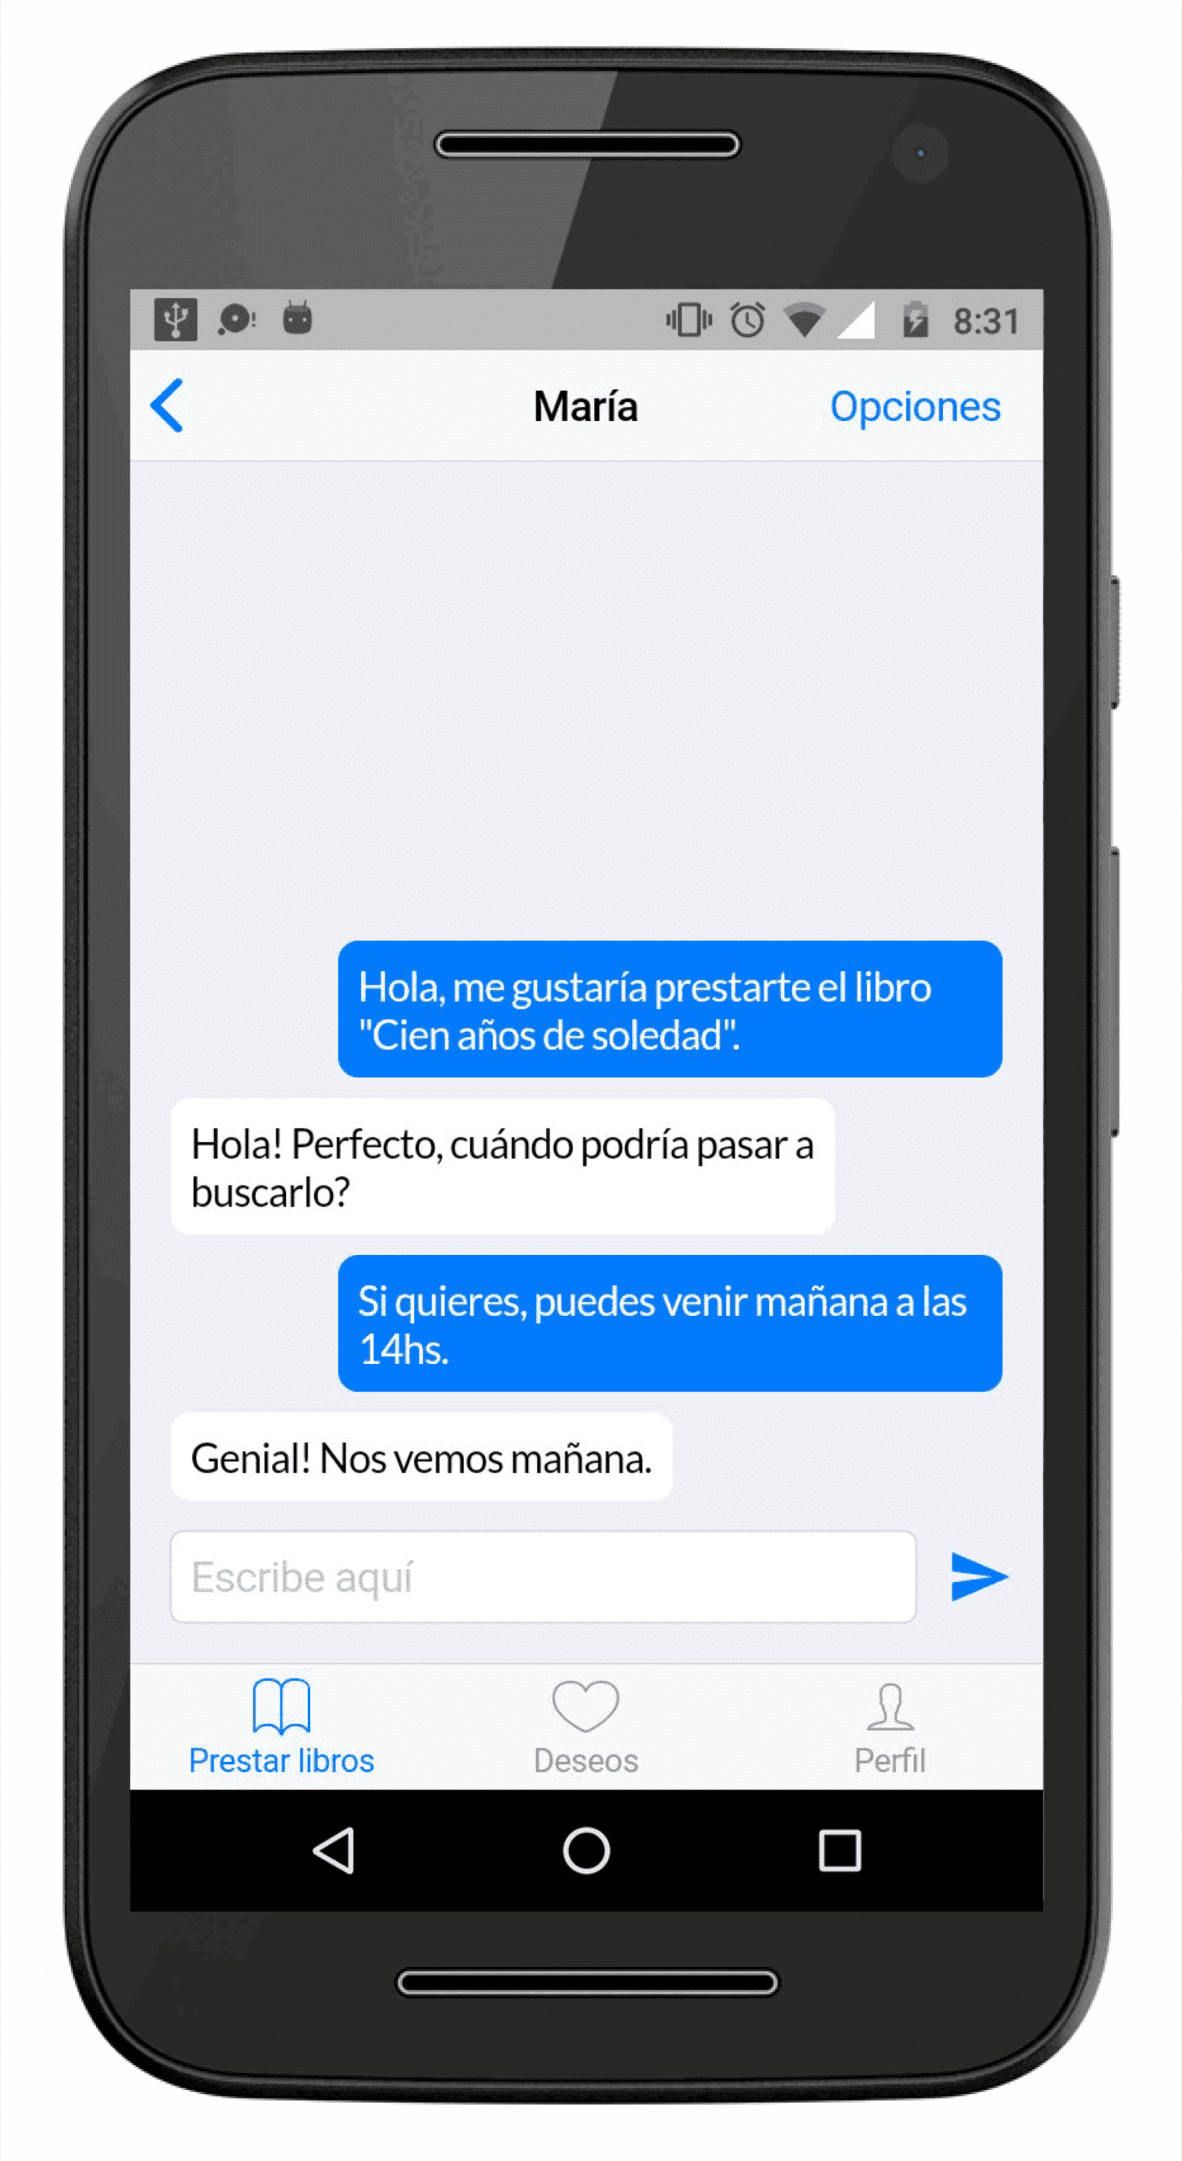 8:31
María
Opciones
Hola, me gustaría prestarte el libro
"Cien años de soledad".
Hola! Perfecto, cuándo podría pasar a
buscarlo?
Si quieres, puedes venir mañana a las
14hs.
Genial! Nos vemos mañana.
Escribe aquí
Prestar libros
Deseos
Perfil